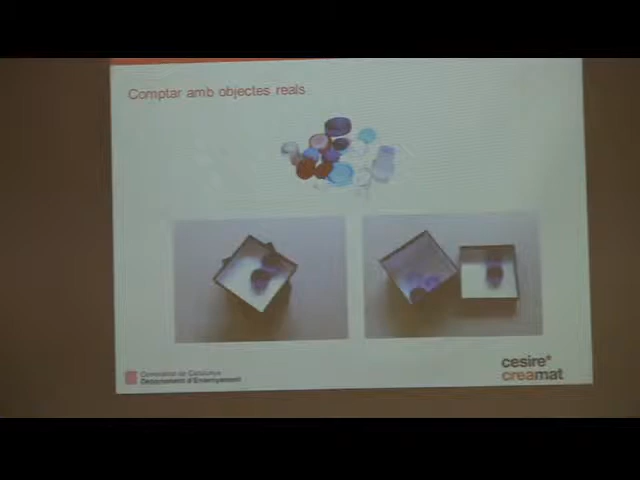 Comptar amb objectes reals
Generalitat de Catalunya
Departament d'Ensenyament
cesire*
creamat